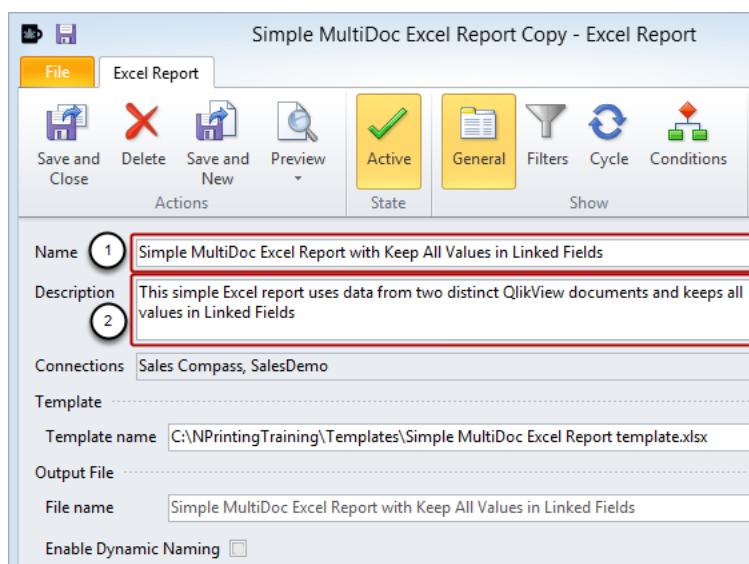 Simple MultiDoc Excel Report Copy - Excel Report
File Excel Report
Save and Close Delete Save and New Preview Active General Filters Cycle Conditions
Actions State Show
Name 1 Simple MultiDoc Excel Report with Keep All Values in Linked Fields
Description 2 This simple Excel report uses data from two distinct QlikView documents and keeps all
values in Linked Fields
Connections Sales Compass, SalesDemo
Template
Template name C:\NPrintingTraining\Templates\Simple MultiDoc Excel Report template.xlsx
Output File
File name Simple MultiDoc Excel Report with Keep All Values in Linked Fields
Enable Dynamic Naming